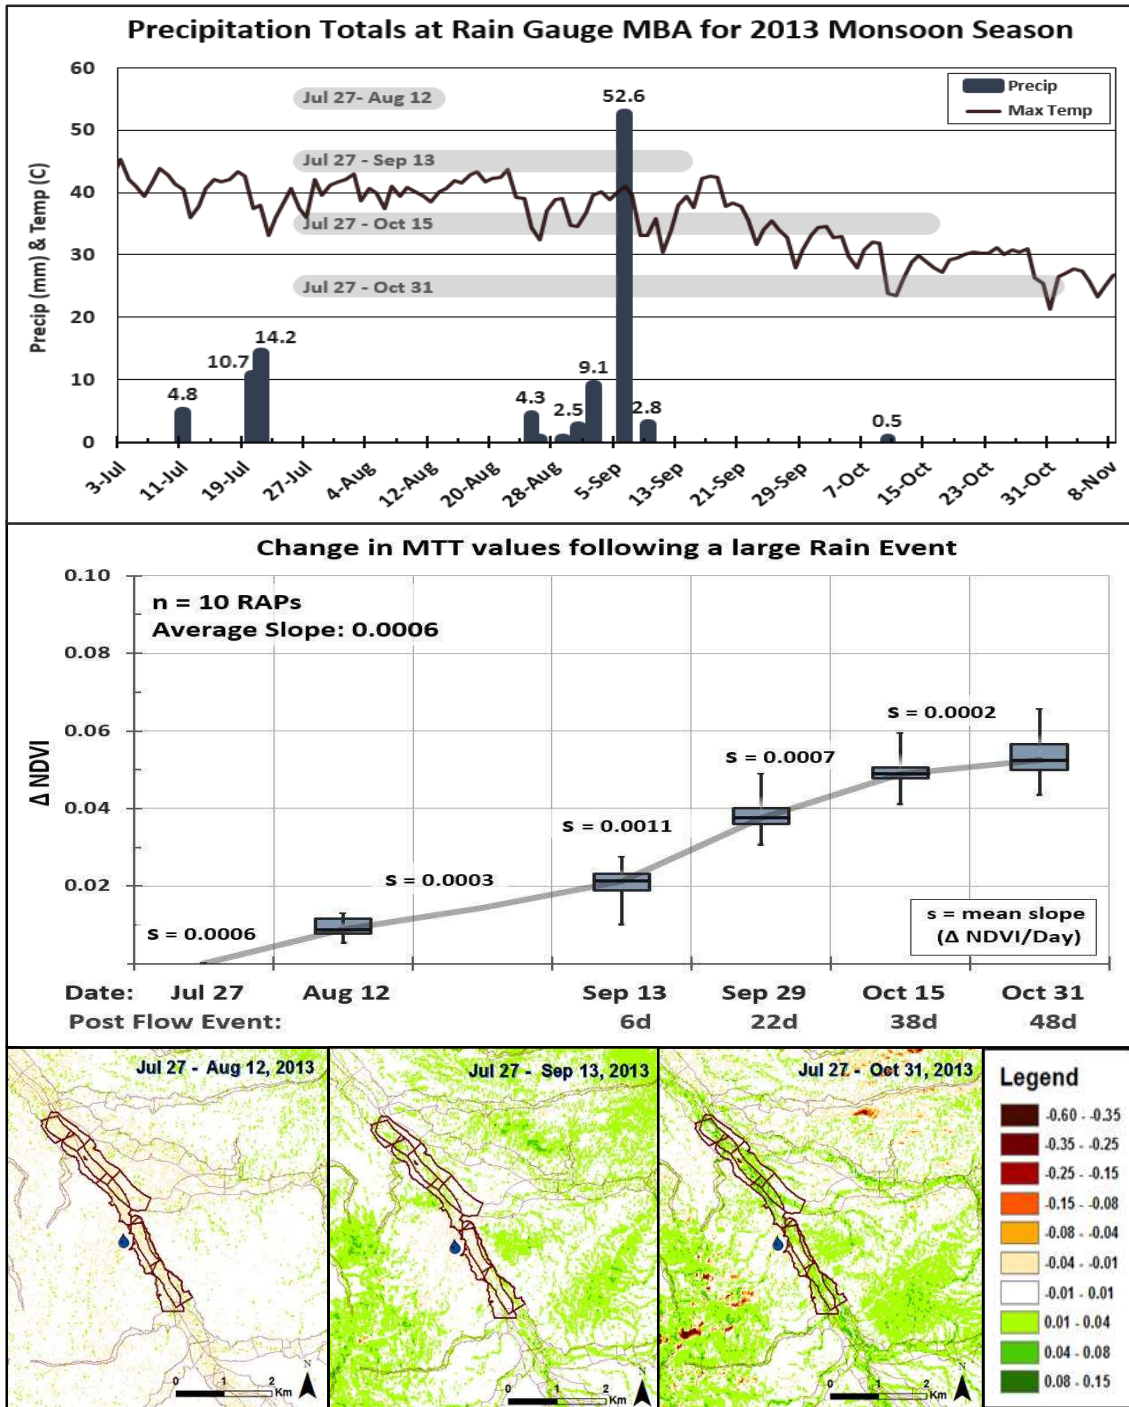 Precipitation Totals at Rain Gauge MBA for 2013 Monsoon Season
Precip (mm) & Temp (C)
60
50
40
30
20
10
0
Jul 27- Aug 12
Jul 27 - Sep 13
Jul 27 - Oct 15
Jul 27 - Oct 31
Precip
Max Temp
4.8
10.7
14.2
4.3
2.5
9.1
52.6
2.8
0.5
3-Jul
11-Jul
19-Jul
27-Jul
4-Aug
12-Aug
20-Aug
28-Aug
5-Sep
13-Sep
21-Sep
29-Sep
7-Oct
15-Oct
23-Oct
31-Oct
8-Nov
Change in MTT values following a large Rain Event
Δ NDVI
0.10
0.08
0.06
0.04
0.02
n = 10 RAPs
Average Slope: 0.0006
s = 0.0006
s = 0.0003
s = 0.0011
s = 0.0007
s = 0.0002
s = mean slope
(Δ NDVI/Day)
Date: Jul 27 Aug 12 Sep 13 Sep 29 Oct 15 Oct 31
Post Flow Event: 6d 22d 38d 48d
Jul 27 - Aug 12, 2013
N
0 1 2
Km
Jul 27 - Sep 13, 2013
N
0 1 2
Km
Jul 27 - Oct 31, 2013
N
0 1 2
Km
Legend
-0.60 - -0.35
-0.35 - -0.25
-0.25 - -0.15
-0.15 - -0.08
-0.08 - -0.04
-0.04 - -0.01
-0.01 - 0.01
0.01 - 0.04
0.04 - 0.08
0.08 - 0.15